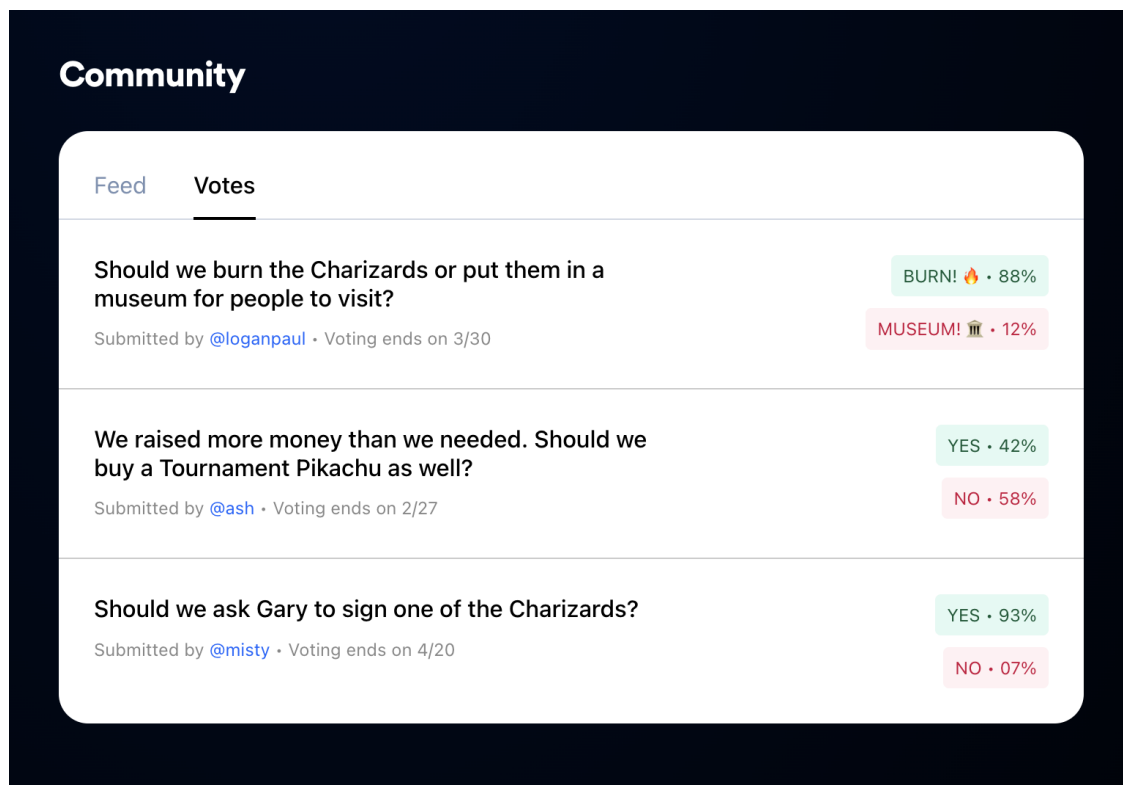 Community
Feed
Votes
Should we burn the Charizards or put them in a
museum for people to visit?
Submitted by @loganpaul • Voting ends on 3/30
BURN! 🔥 • 88%
MUSEUM! 🏛 • 12%
We raised more money than we needed. Should we
buy a Tournament Pikachu as well?
Submitted by @ash • Voting ends on 2/27
YES • 42%
NO • 58%
Should we ask Gary to sign one of the Charizards?
Submitted by @misty • Voting ends on 4/20
YES • 93%
NO • 07%